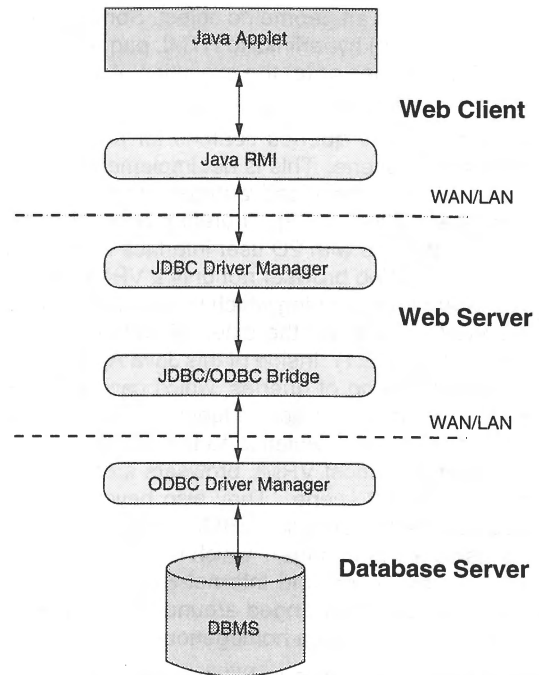 Java Applet
Web Client
Java RMI
WAN/LAN
JDBC Driver Manager
Web Server
JDBC/ODBC Bridge
WAN/LAN
ODBC Driver Manager
Database Server
DBMS